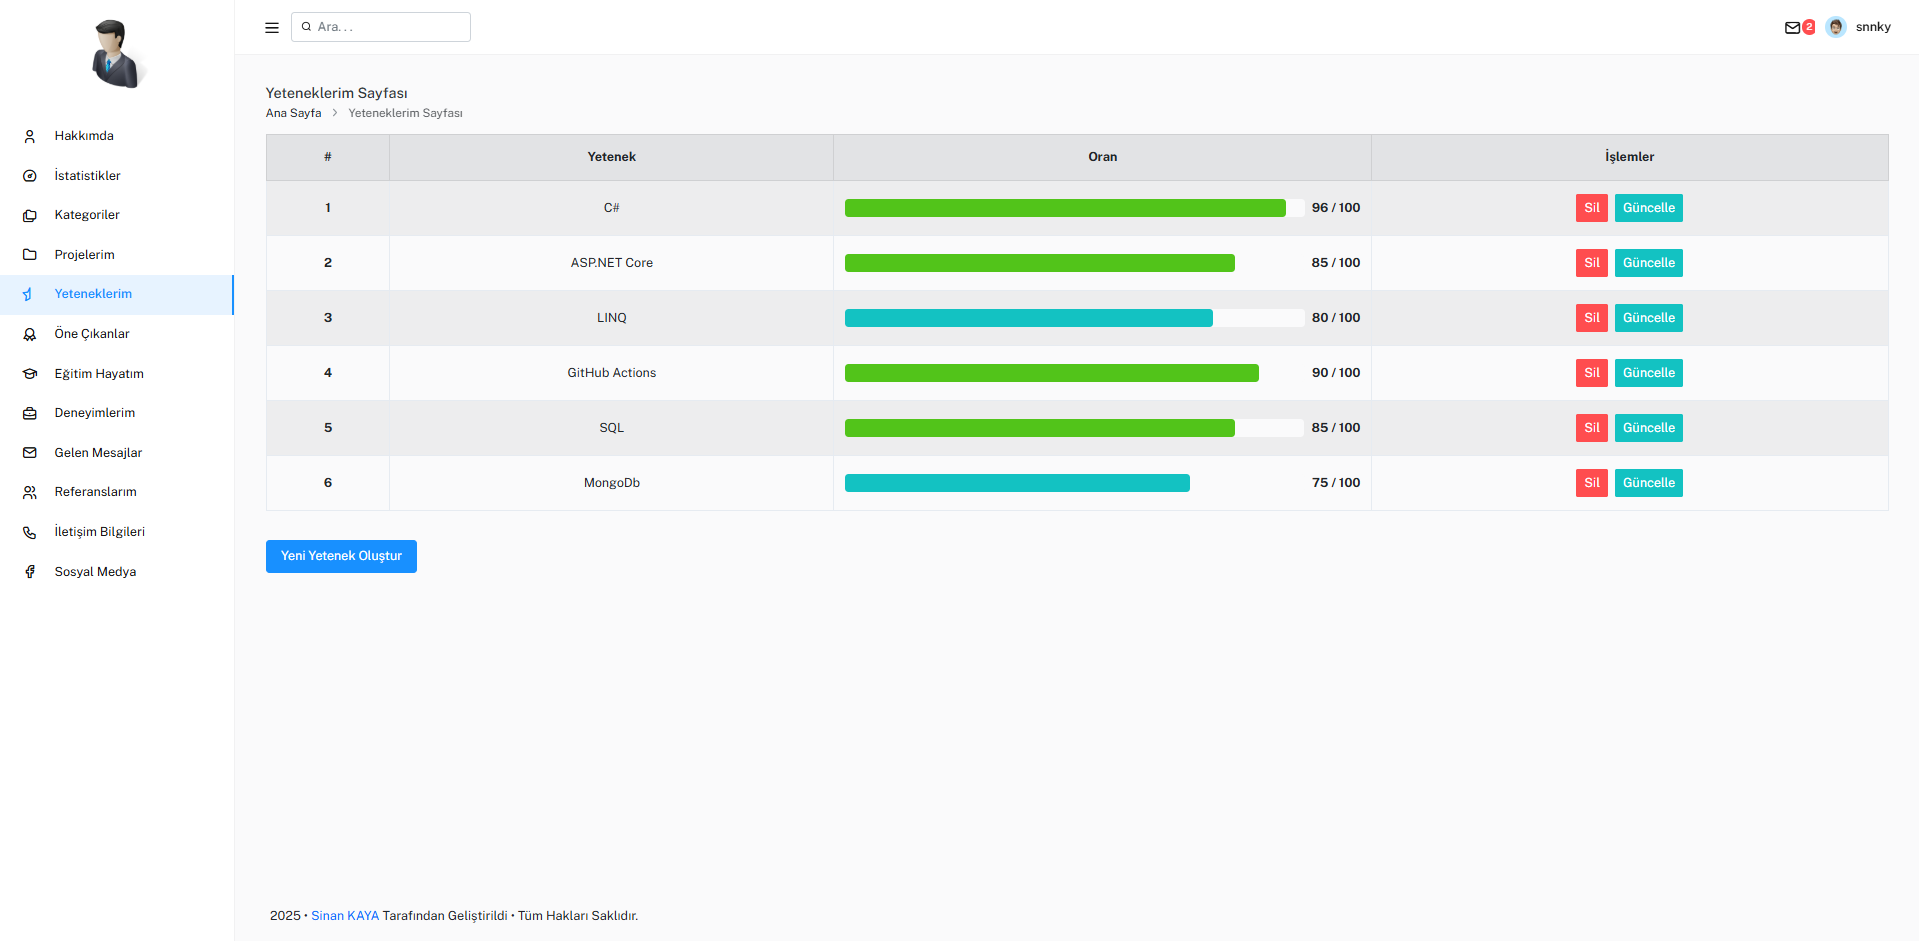 Ara...
2
snnky
Hakkımda
İstatistikler
Kategoriler
Projelerim
Yeteneklerim
Öne Çıkanlar
Eğitim Hayatım
Deneyimlerim
Gelen Mesajlar
Referanslarım
İletişim Bilgileri
Sosyal Medya
Yeteneklerim Sayfası
Ana Sayfa > Yeteneklerim Sayfası
# Yetenek Oran İşlemler
1 C# 96 / 100 Sil Güncelle
2 ASP.NET Core 85 / 100 Sil Güncelle
3 LINQ 80 / 100 Sil Güncelle
4 GitHub Actions 90 / 100 Sil Güncelle
5 SQL 85 / 100 Sil Güncelle
6 MongoDb 75 / 100 Sil Güncelle
Yeni Yetenek Oluştur
2025 • Sinan KAYA Tarafından Geliştirildi • Tüm Hakları Saklıdır.